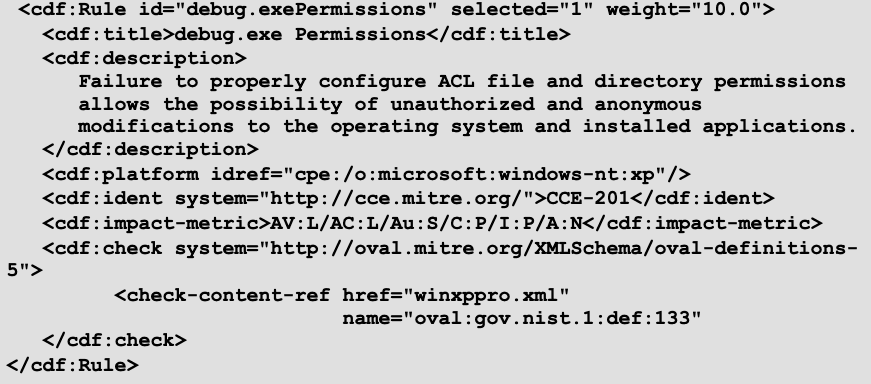 <cdf:Rule id="debug.exePermissions" selected="1" weight="10.0">
<cdf:title>debug.exe Permissions</cdf:title>
<cdf:description>
Failure to properly configure ACL file and directory permissions
allows the possibility of unauthorized and anonymous
modifications to the operating system and installed applications.
</cdf:description>
<cdf:platform idref="cpe:/o:microsoft:windows-nt:xp"/>
<cdf:ident system="http://cce.mitre.org/">CCE-201</cdf:ident>
<cdf:impact-metric>AV:L/AC:L/Au:S/C:P/I:P/A:N</cdf:impact-metric>
<cdf:check system="http://oval.mitre.org/XMLSchema/oval-definitions-
5">
<check-content-ref href="winxppro.xml"
name="oval:gov.nist.1:def:133"
</cdf:check>
</cdf:Rule>